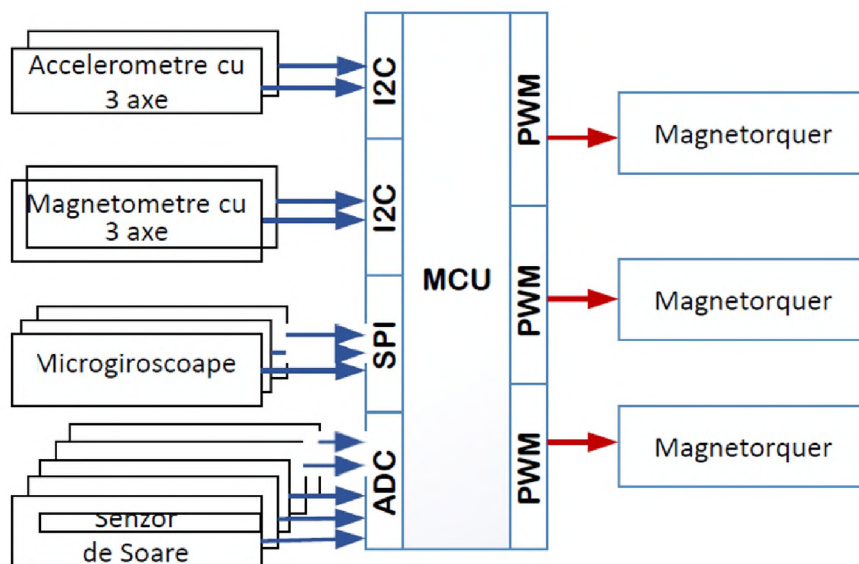 Accelerometre cu
3 axe
I2C
Magnetometre cu
3 axe
I2C
Microgiroscoape
SPI
Senzor
de Soare
ADC
MCU
PWM
Magnetorquer
PWM
Magnetorquer
PWM
Magnetorquer